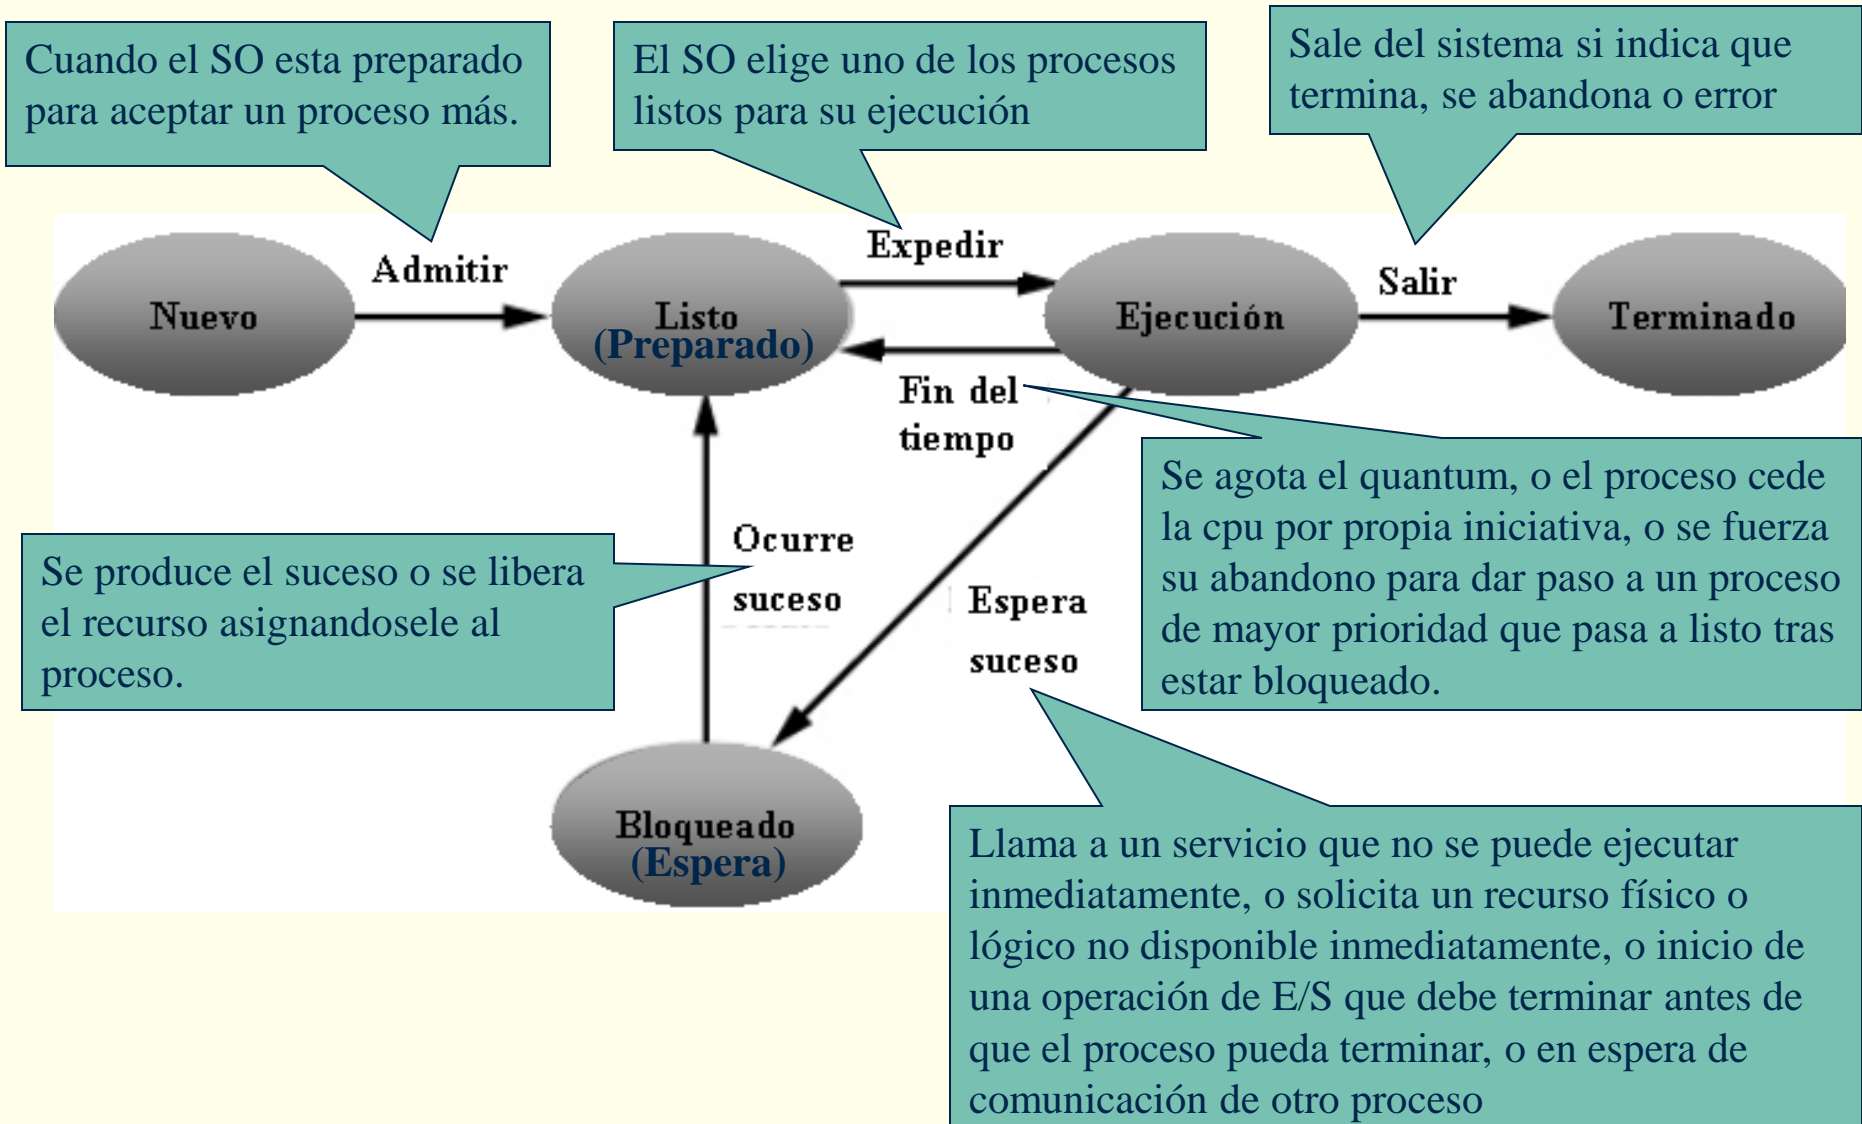 Cuando el SO esta preparado
para aceptar un proceso más.
El SO elige uno de los procesos
listos para su ejecución
Sale del sistema si indica que
termina, se abandona o error
Nuevo
Admitir
Listo
(Preparado)
Expedir
Ejecución
Salir
Terminado
Fin del
tiempo
Se agota el quantum, o el proceso cede
la cpu por propia iniciativa, o se fuerza
su abandono para dar paso a un proceso
de mayor prioridad que pasa a listo tras
estar bloqueado.
Se produce el suceso o se libera
el recurso asignandosele al
proceso.
Ocurre
suceso
Espera
suceso
Bloqueado
(Espera)
Llama a un servicio que no se puede ejecutar
inmediatamente, o solicita un recurso físico o
lógico no disponible inmediatamente, o inicio de
una operación de E/S que debe terminar antes de
que el proceso pueda terminar, o en espera de
comunicación de otro proceso